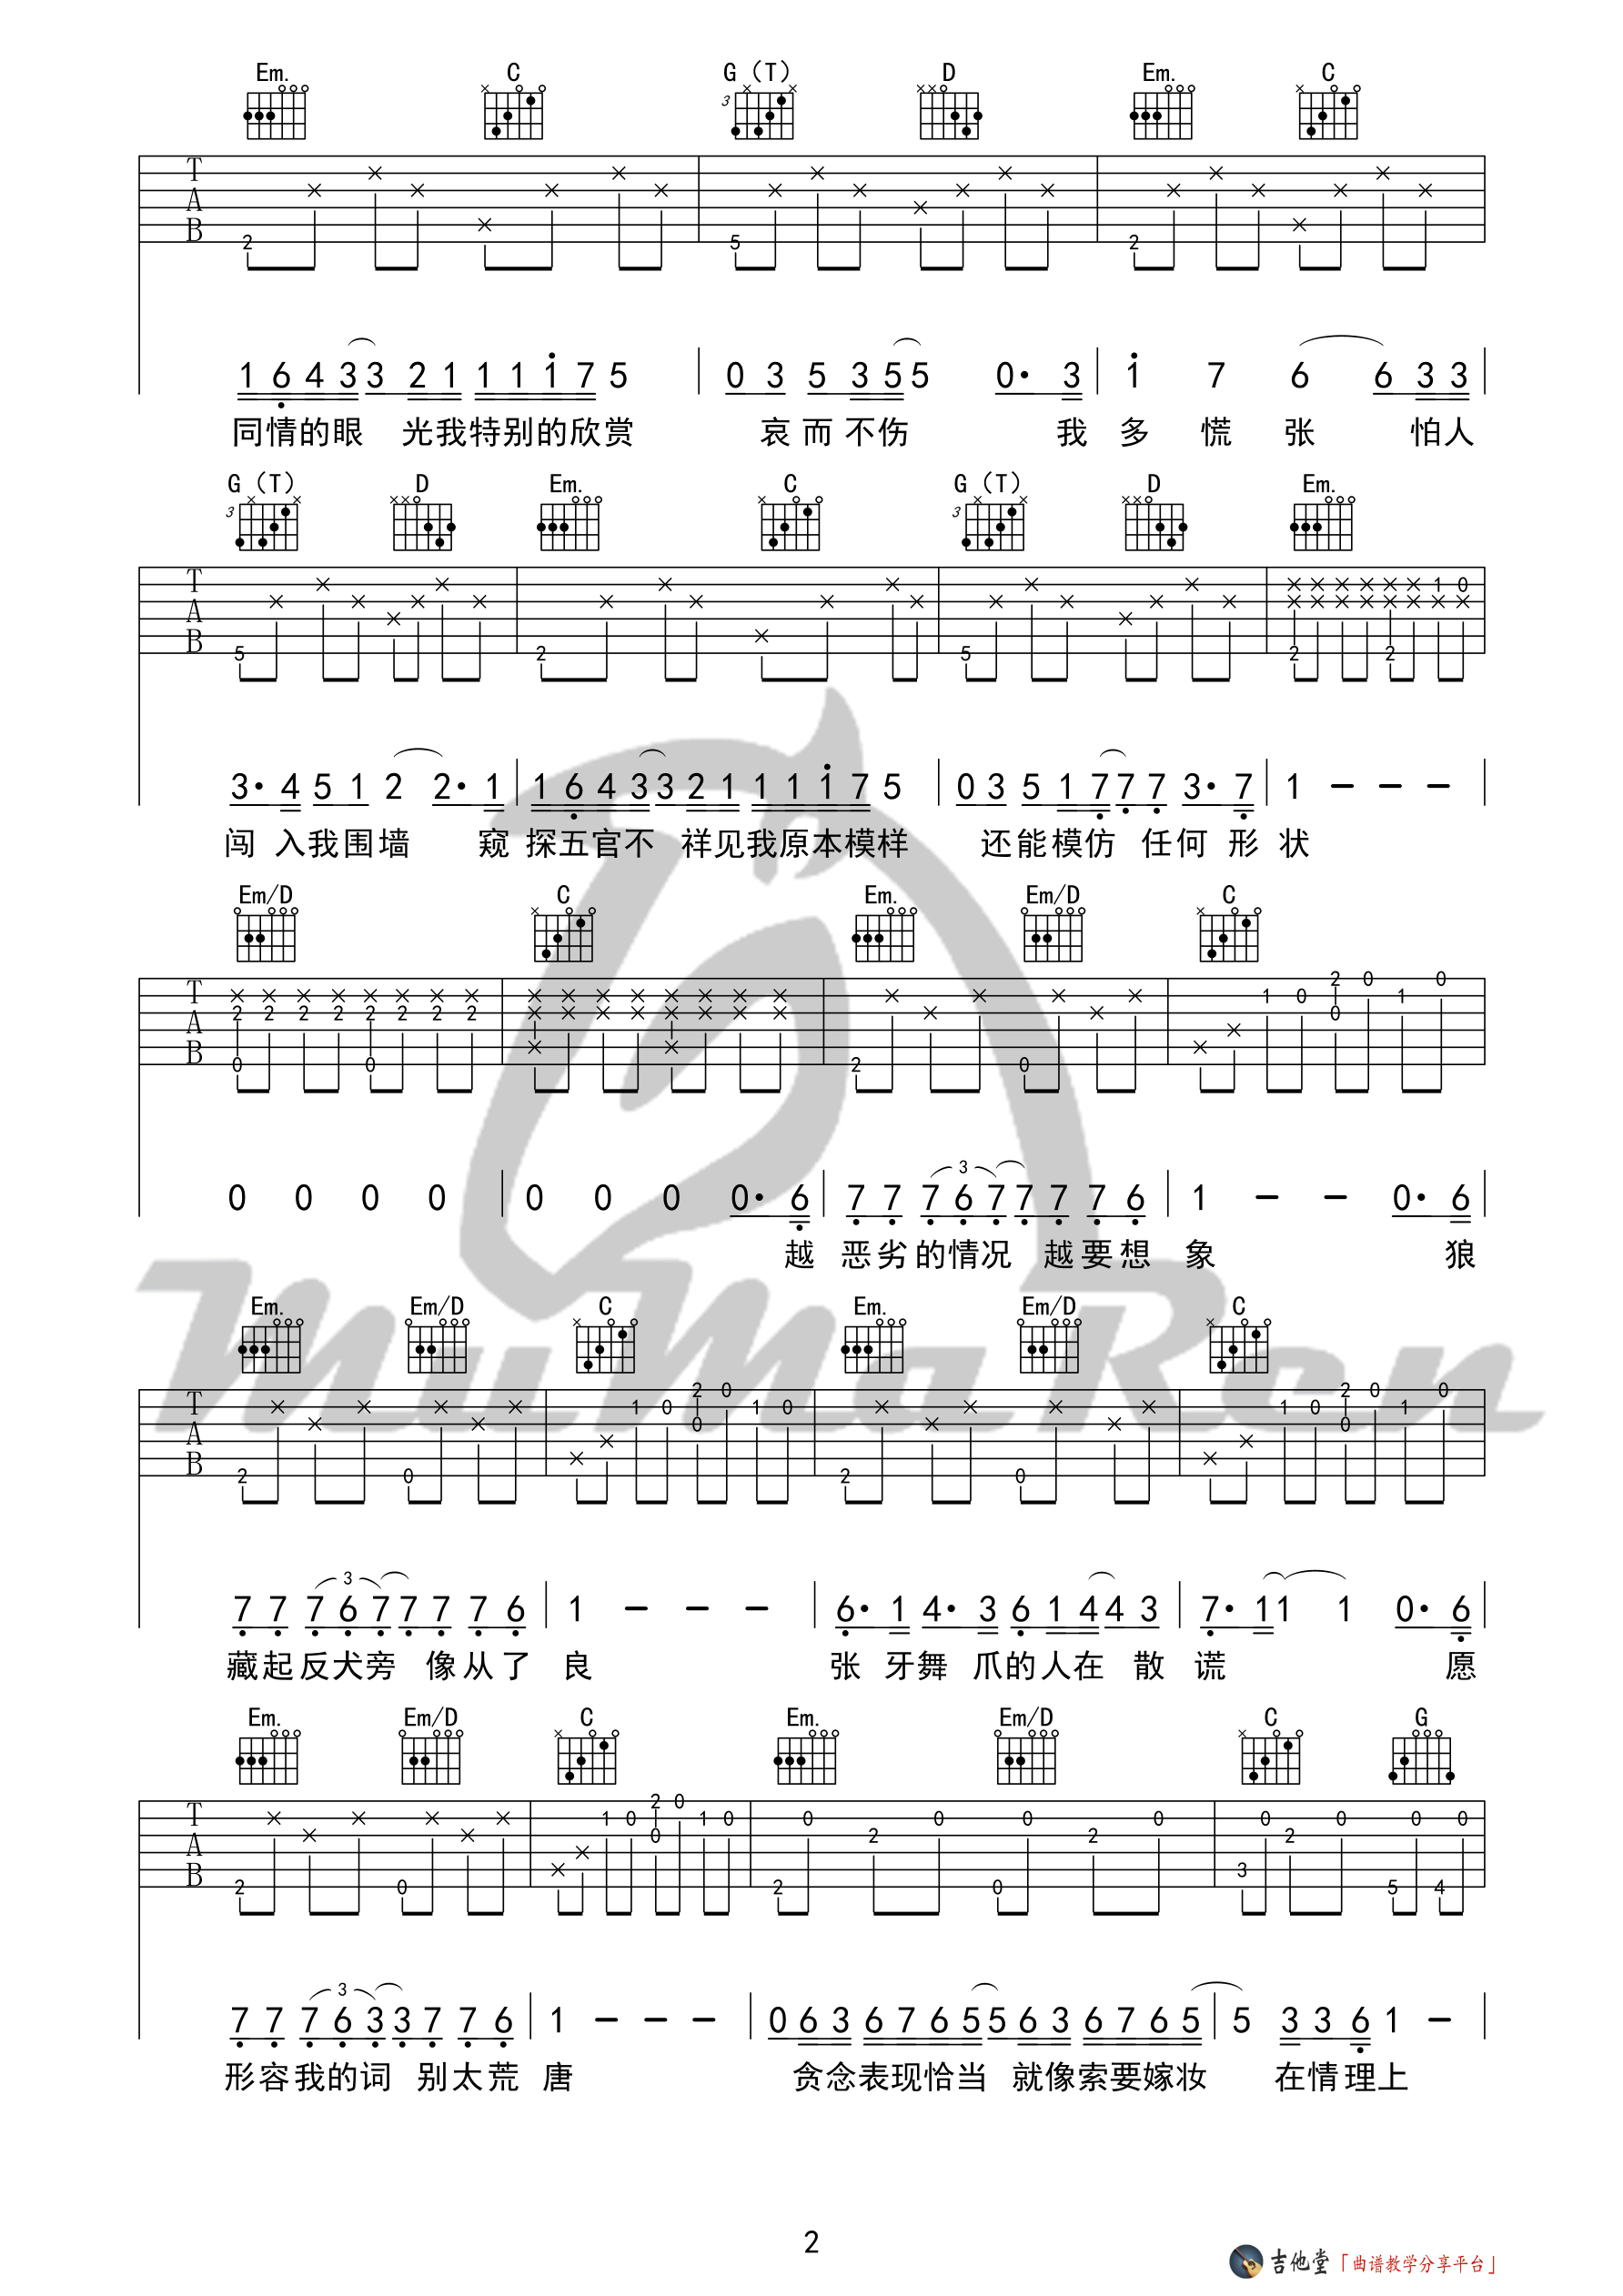 Em. C G（T） D Em. C
3
T A B 2 5 2
1 6 4 3 3 2 1 1 1 1 7 5 | 0 3 5 3 5 5 0· 3 | 1 7 6 6 3 3 |
同情的眼 光我特别的欣赏 哀而不伤 我 多 慌 张 怕人
G（T） D Em. C G（T） D Em.
3 3
T A B 5 2 5 2 2 1 0
3· 4 5 1 2 2· 1 | 1 6 4 3 3 2 1 1 1 1 7 5 | 0 3 5 1 7 7 7 3· 7 | 1 - - - |
闯 入我围墙 窥 探五官不 祥见我原本模样 还能模仿 任何 形 状
Em/D C Em. Em/D C
T A B 2 2 2 2 2 2 2 2 0 0 2 0 1 0 2 0 0 1 0
0 0 0 0 | 0 0 0 0· 6 | 7 7 7 6 7 7 7 7 6 | 1 - - 0· 6 |
3
越 恶劣的情况 越要想 象 狼
Em. Em/D C Em. Em/D C
T A B 2 0 1 0 2 0 0 1 0 2 0 1 0 2 0 0 1 0
3
7 7 7 6 7 7 7 7 6 | 1 - - - | 6· 1 4· 3 6 1 4 4 3 | 7· 1 1 1 0· 6 |
藏起反犬旁 像从了 良 张 牙舞 爪的人在 散 谎 愿
Em. Em/D C Em. Em/D C G
T A B 2 0 1 0 2 0 0 1 0 2 0 2 0 0 0 2 0 3 0 2 0 5 0 4 0
3
7 7 7 6 3 3 7 7 6 | 1 - - - | 0 6 3 6 7 6 5 5 6 3 6 7 6 5 | 5 3 3 6 1 - |
形容我的词 别太荒 唐 贪念表现恰当 就像索要嫁妆 在情理上
MuMaRen
2
吉他堂「曲谱教学分享平台」